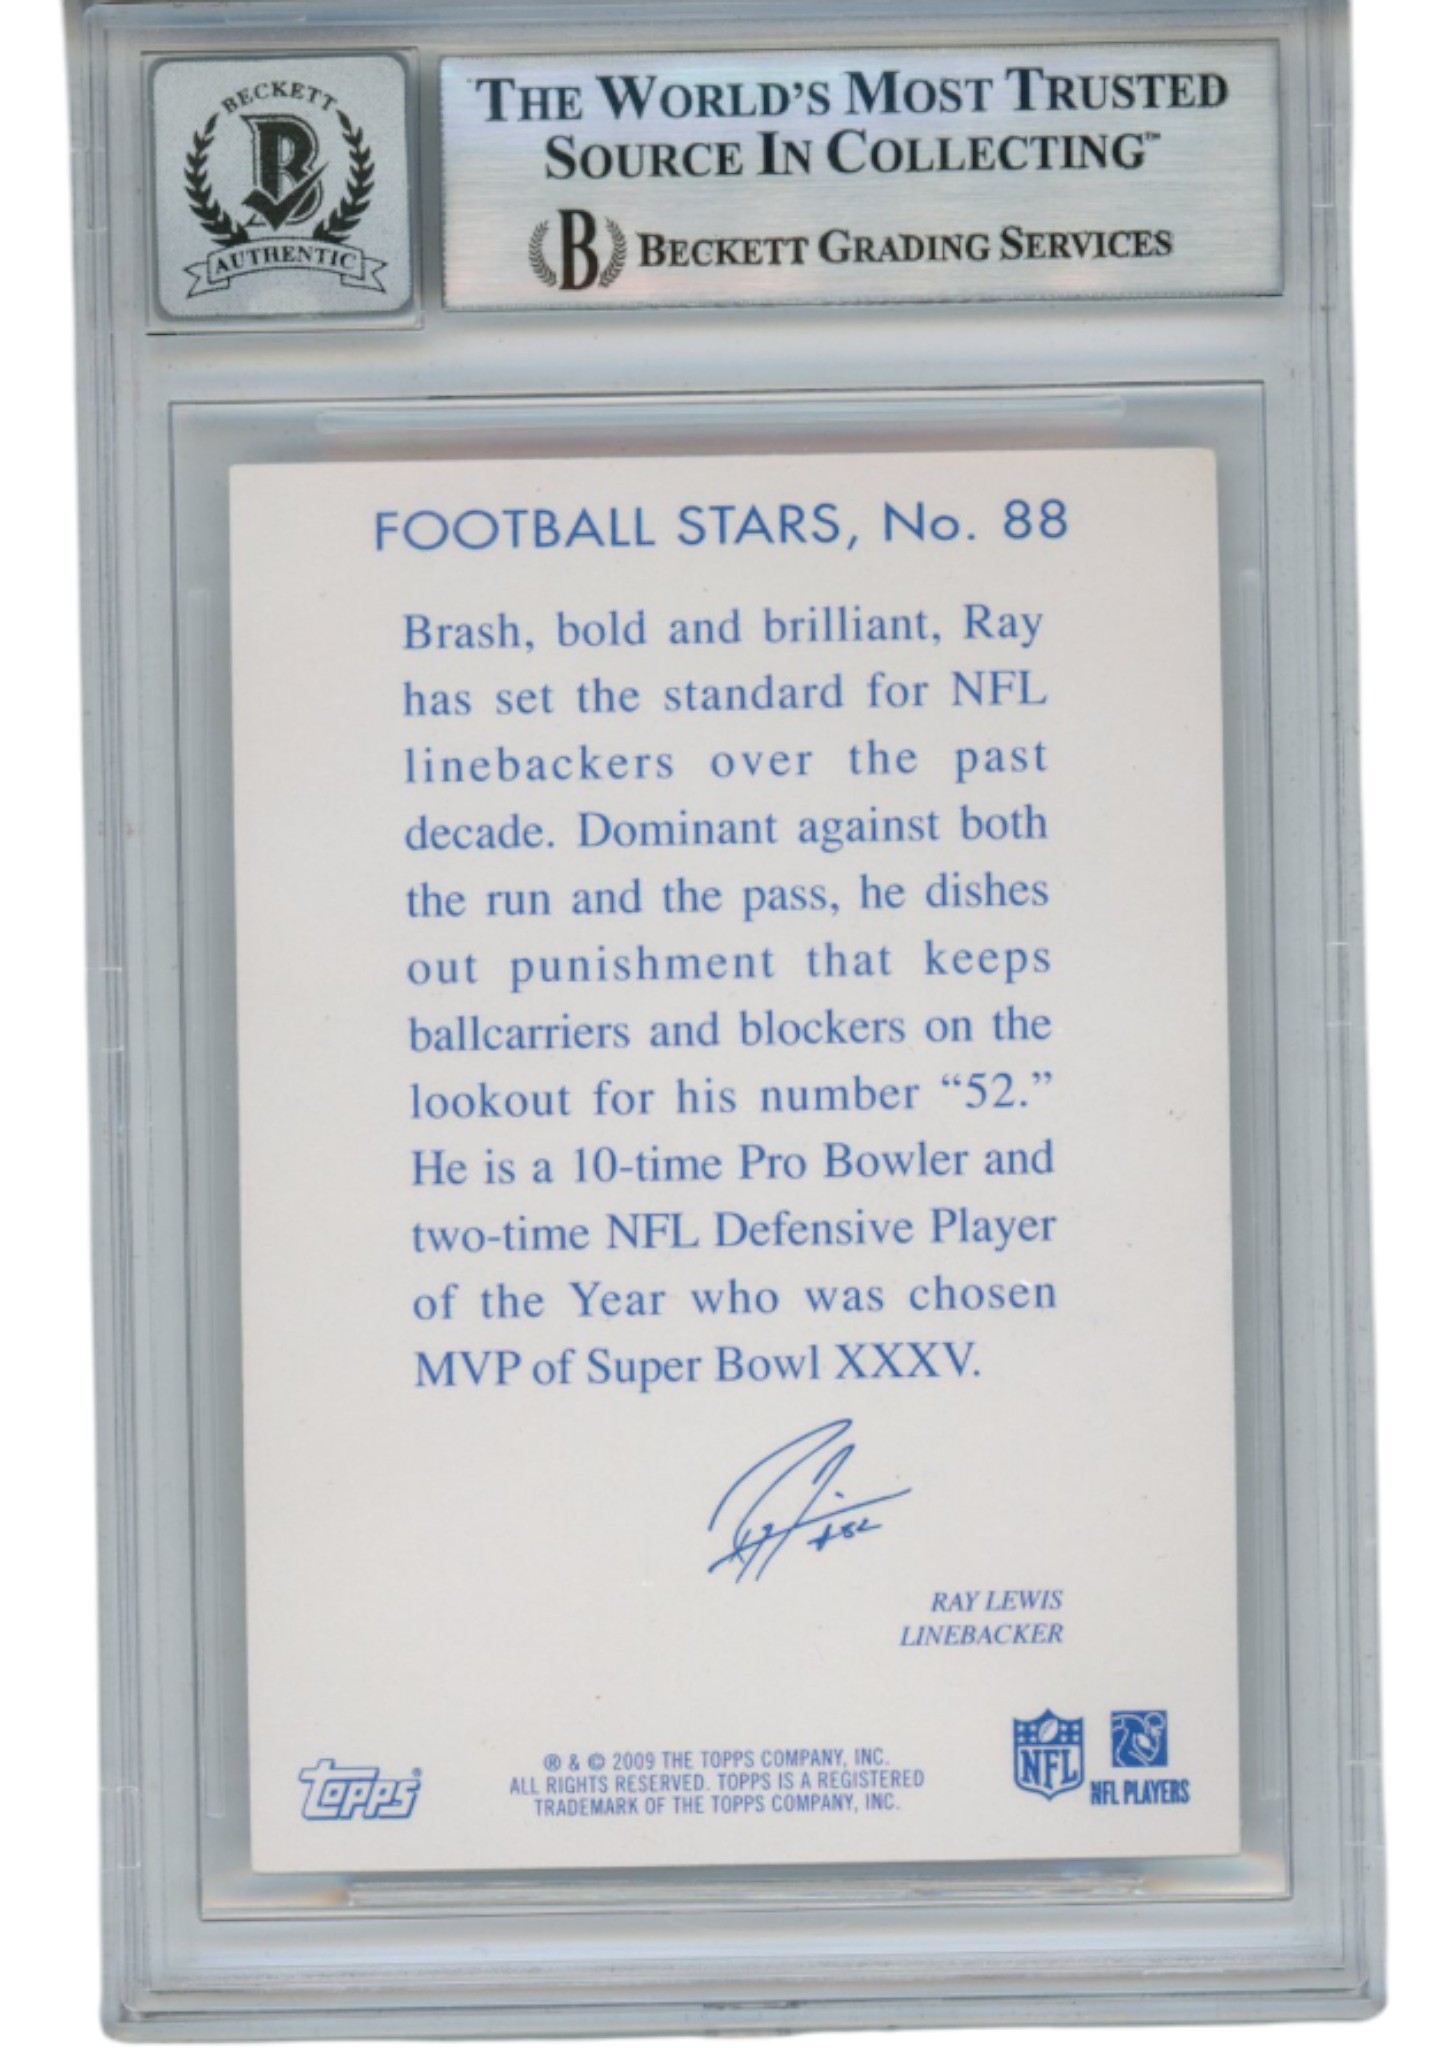 BECKETT
AUTHENTIC
THE WORLD'S MOST TRUSTED
SOURCE IN COLLECTING™
B BECKETT GRADING SERVICES
FOOTBALL STARS, No. 88
Brash, bold and brilliant, Ray
has set the standard for NFL
linebackers over the past
decade. Dominant against both
the run and the pass, he dishes
out punishment that keeps
ballcarriers and blockers on the
lookout for his number “52.”
He is a 10-time Pro Bowler and
two-time NFL Defensive Player
of the Year who was chosen
MVP of Super Bowl XXXV.
RAY LEWIS
LINEBACKER
Topps®
® & © 2009 THE TOPPS COMPANY, INC.
ALL RIGHTS RESERVED. TOPPS IS A REGISTERED
TRADEMARK OF THE TOPPS COMPANY, INC.
NFL
NFL PLAYERS